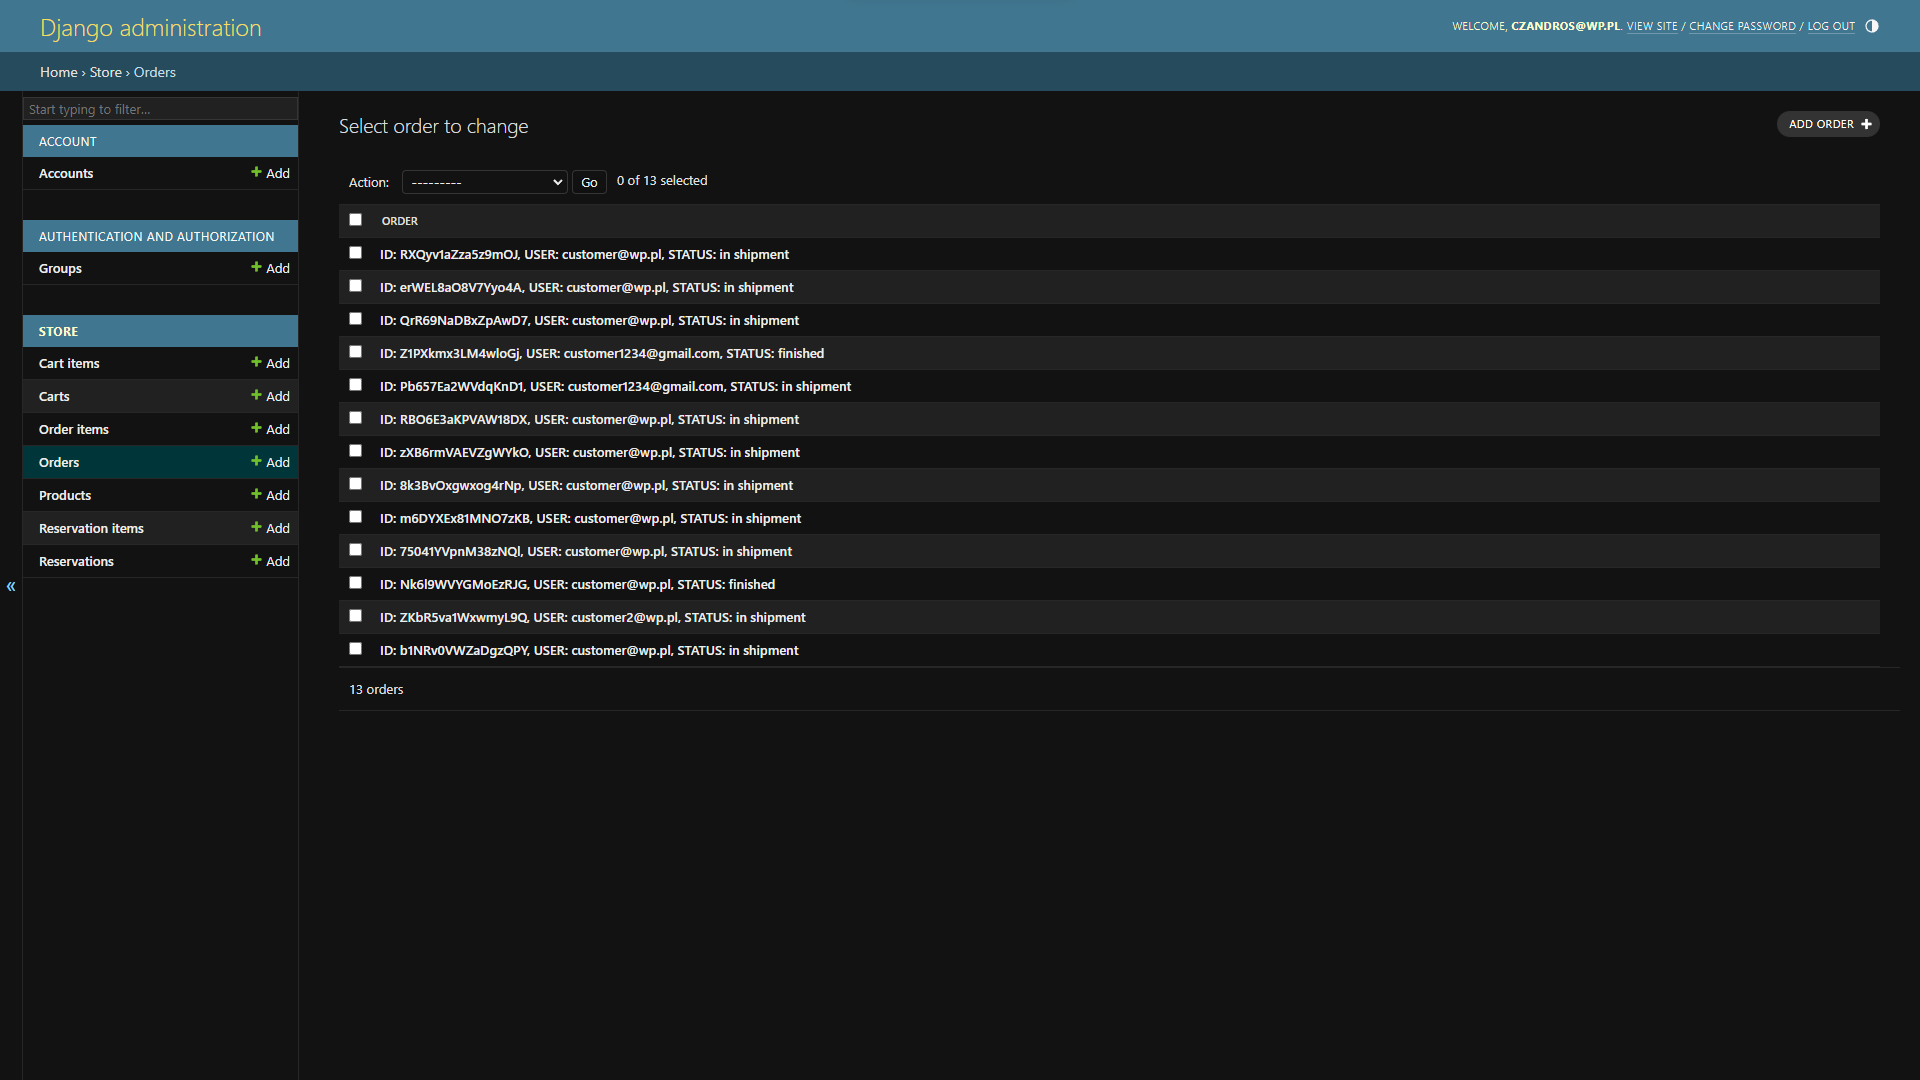 Django administration
WELCOME, CZANDROS@WP.PL. VIEW SITE / CHANGE PASSWORD / LOG OUT
Home › Store › Orders
Start typing to filter...
ACCOUNT
Accounts + Add
AUTHENTICATION AND AUTHORIZATION
Groups + Add
STORE
Cart items + Add
Carts + Add
Order items + Add
Orders + Add
Products + Add
Reservation items + Add
Reservations + Add
«
Select order to change
ADD ORDER +
Action: --------- Go 0 of 13 selected
ORDER
ID: RXQyv1aZza5z9mOJ, USER: customer@wp.pl, STATUS: in shipment
ID: erWEL8aO8V7Yyo4A, USER: customer@wp.pl, STATUS: in shipment
ID: QrR69NaDBxZpAwD7, USER: customer@wp.pl, STATUS: in shipment
ID: Z1PXkmx3LM4wloGj, USER: customer1234@gmail.com, STATUS: finished
ID: Pb657Ea2WVdqKnD1, USER: customer1234@gmail.com, STATUS: in shipment
ID: RBO6E3aKPVAW18DX, USER: customer@wp.pl, STATUS: in shipment
ID: zXB6rmVAEVZgWYkO, USER: customer@wp.pl, STATUS: in shipment
ID: 8k3BvOxgwxog4rNp, USER: customer@wp.pl, STATUS: in shipment
ID: m6DYXEx81MNO7zKB, USER: customer@wp.pl, STATUS: in shipment
ID: 75041YVpnM38zNQl, USER: customer@wp.pl, STATUS: in shipment
ID: Nk6l9WVYGMoEzRJG, USER: customer@wp.pl, STATUS: finished
ID: ZKbR5va1WxwmyL9Q, USER: customer2@wp.pl, STATUS: in shipment
ID: b1NRv0VWZaDgzQPY, USER: customer@wp.pl, STATUS: in shipment
13 orders